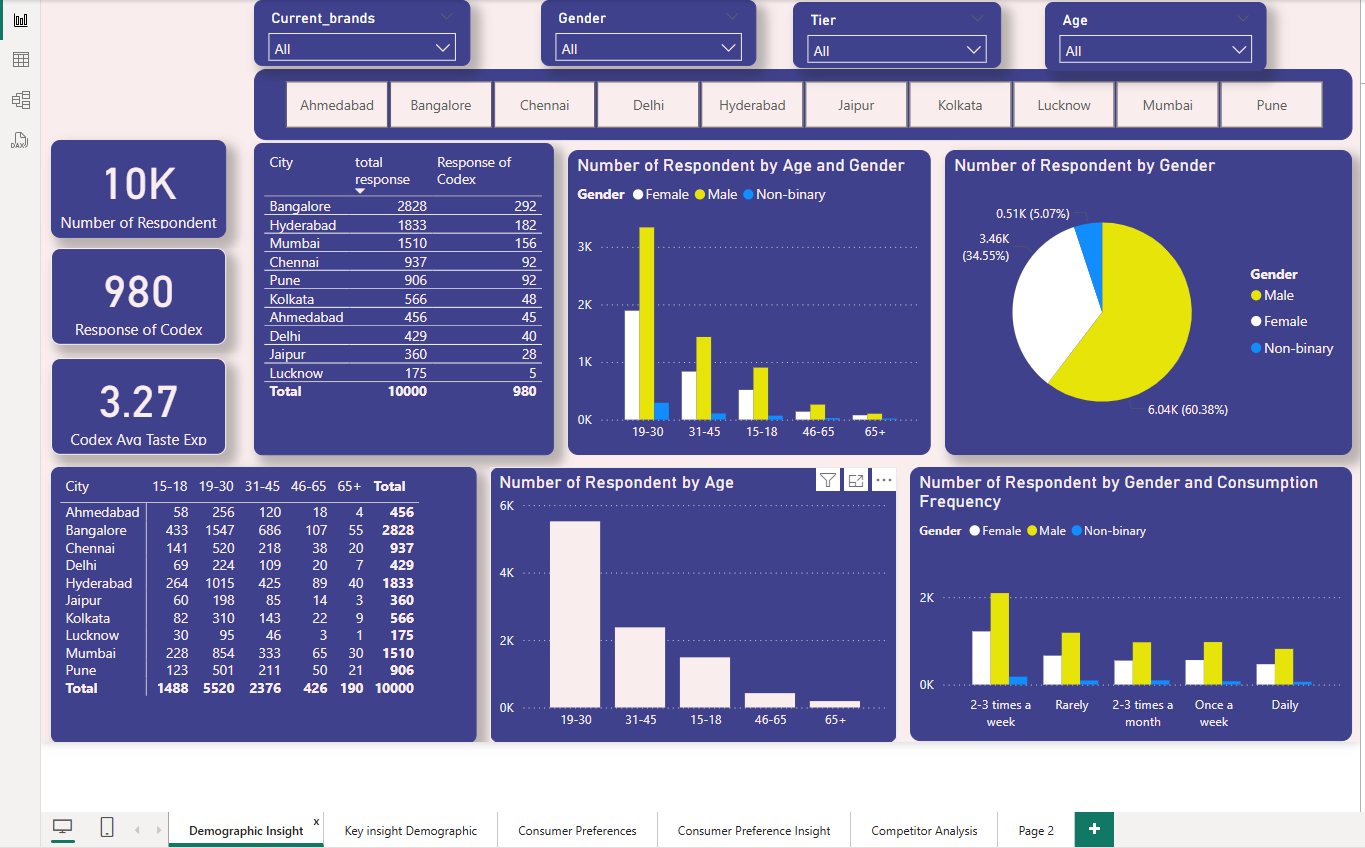 Current_brands
All
Gender
All
Tier
All
Age
All
Ahmedabad Bangalore Chennai Delhi Hyderabad Jaipur Kolkata Lucknow Mumbai Pune
DAX
10K
Number of Respondent
980
Response of Codex
3.27
Codex Avg Taste Exp
City total response Response of Codex
Bangalore 2828 292
Hyderabad 1833 182
Mumbai 1510 156
Chennai 937 92
Pune 906 92
Kolkata 566 48
Ahmedabad 456 45
Delhi 429 40
Jaipur 360 28
Lucknow 175 5
Total 10000 980
Number of Respondent by Age and Gender
Gender Female Male Non-binary
3K
2K
1K
0K
19-30 31-45 15-18 46-65 65+
Number of Respondent by Gender
0.51K (5.07%)
3.46K
(34.55%)
6.04K (60.38%)
Gender
Male
Female
Non-binary
City 15-18 19-30 31-45 46-65 65+ Total
Ahmedabad 58 256 120 18 4 456
Bangalore 433 1547 686 107 55 2828
Chennai 141 520 218 38 20 937
Delhi 69 224 109 20 7 429
Hyderabad 264 1015 425 89 40 1833
Jaipur 60 198 85 14 3 360
Kolkata 82 310 143 22 9 566
Lucknow 30 95 46 3 1 175
Mumbai 228 854 333 65 30 1510
Pune 123 501 211 50 21 906
Total 1488 5520 2376 426 190 10000
Number of Respondent by Age
6K
4K
2K
0K
19-30 31-45 15-18 46-65 65+
Number of Respondent by Gender and Consumption
Frequency
Gender Female Male Non-binary
2K
0K
2-3 times a week Rarely 2-3 times a month Once a week Daily
Demographic Insight x Key insight Demographic Consumer Preferences Consumer Preference Insight Competitor Analysis Page 2 +